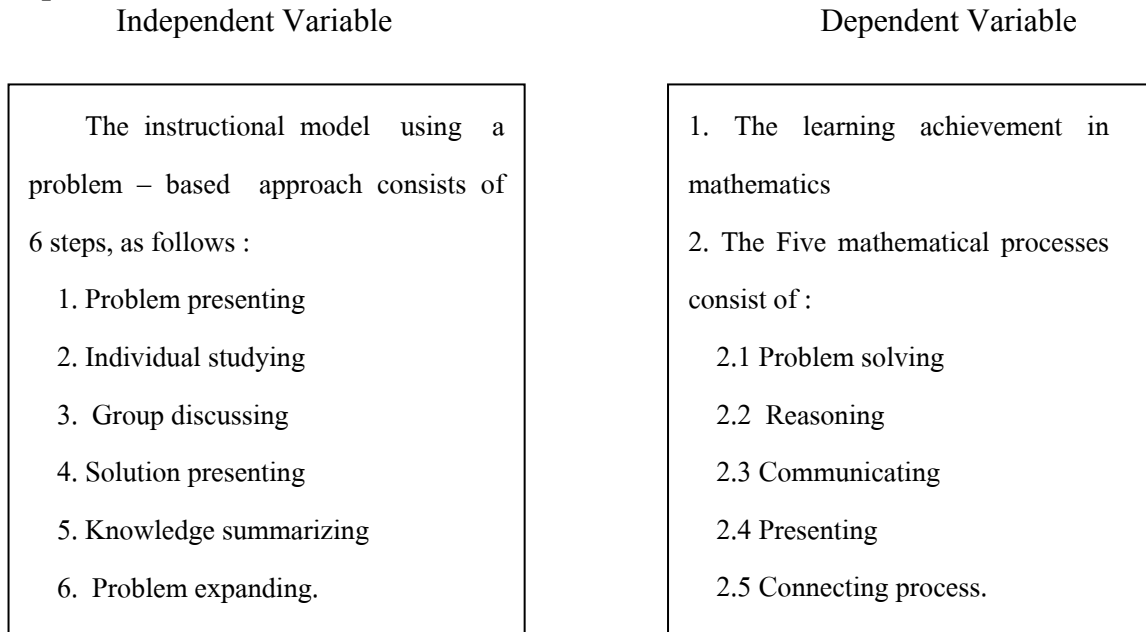 Independent Variable
The instructional model using a
problem – based approach consists of
6 steps, as follows :
1. Problem presenting
2. Individual studying
3. Group discussing
4. Solution presenting
5. Knowledge summarizing
6. Problem expanding.
Dependent Variable
1. The learning achievement in
mathematics
2. The Five mathematical processes
consist of :
2.1 Problem solving
2.2 Reasoning
2.3 Communicating
2.4 Presenting
2.5 Connecting process.